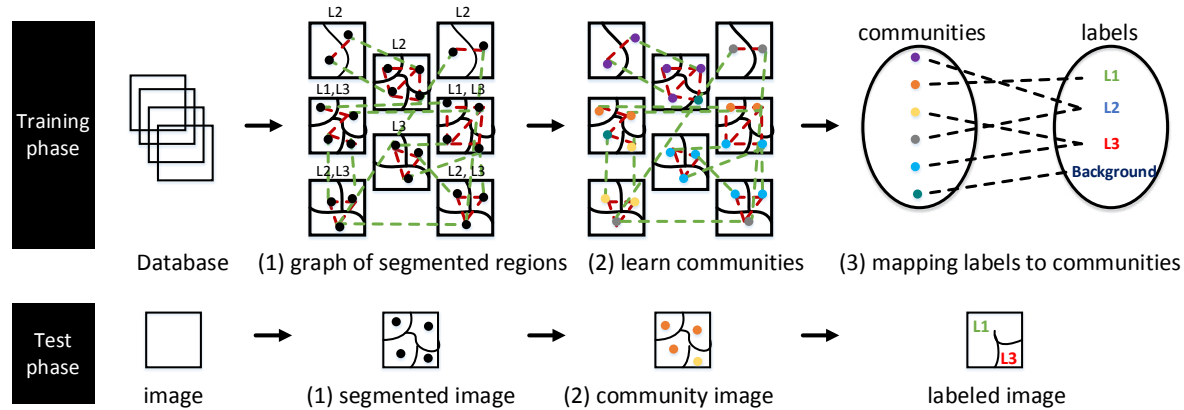 L2
L2
L2
L1,L3
L1, L3
L3
L2,L3
L2, L3
Training
phase
communities
labels
L1
L2
L3
Background
Database
(1) graph of segmented regions
(2) learn communities
(3) mapping labels to communities
Test
phase
L1
L3
image
(1) segmented image
(2) community image
labeled image